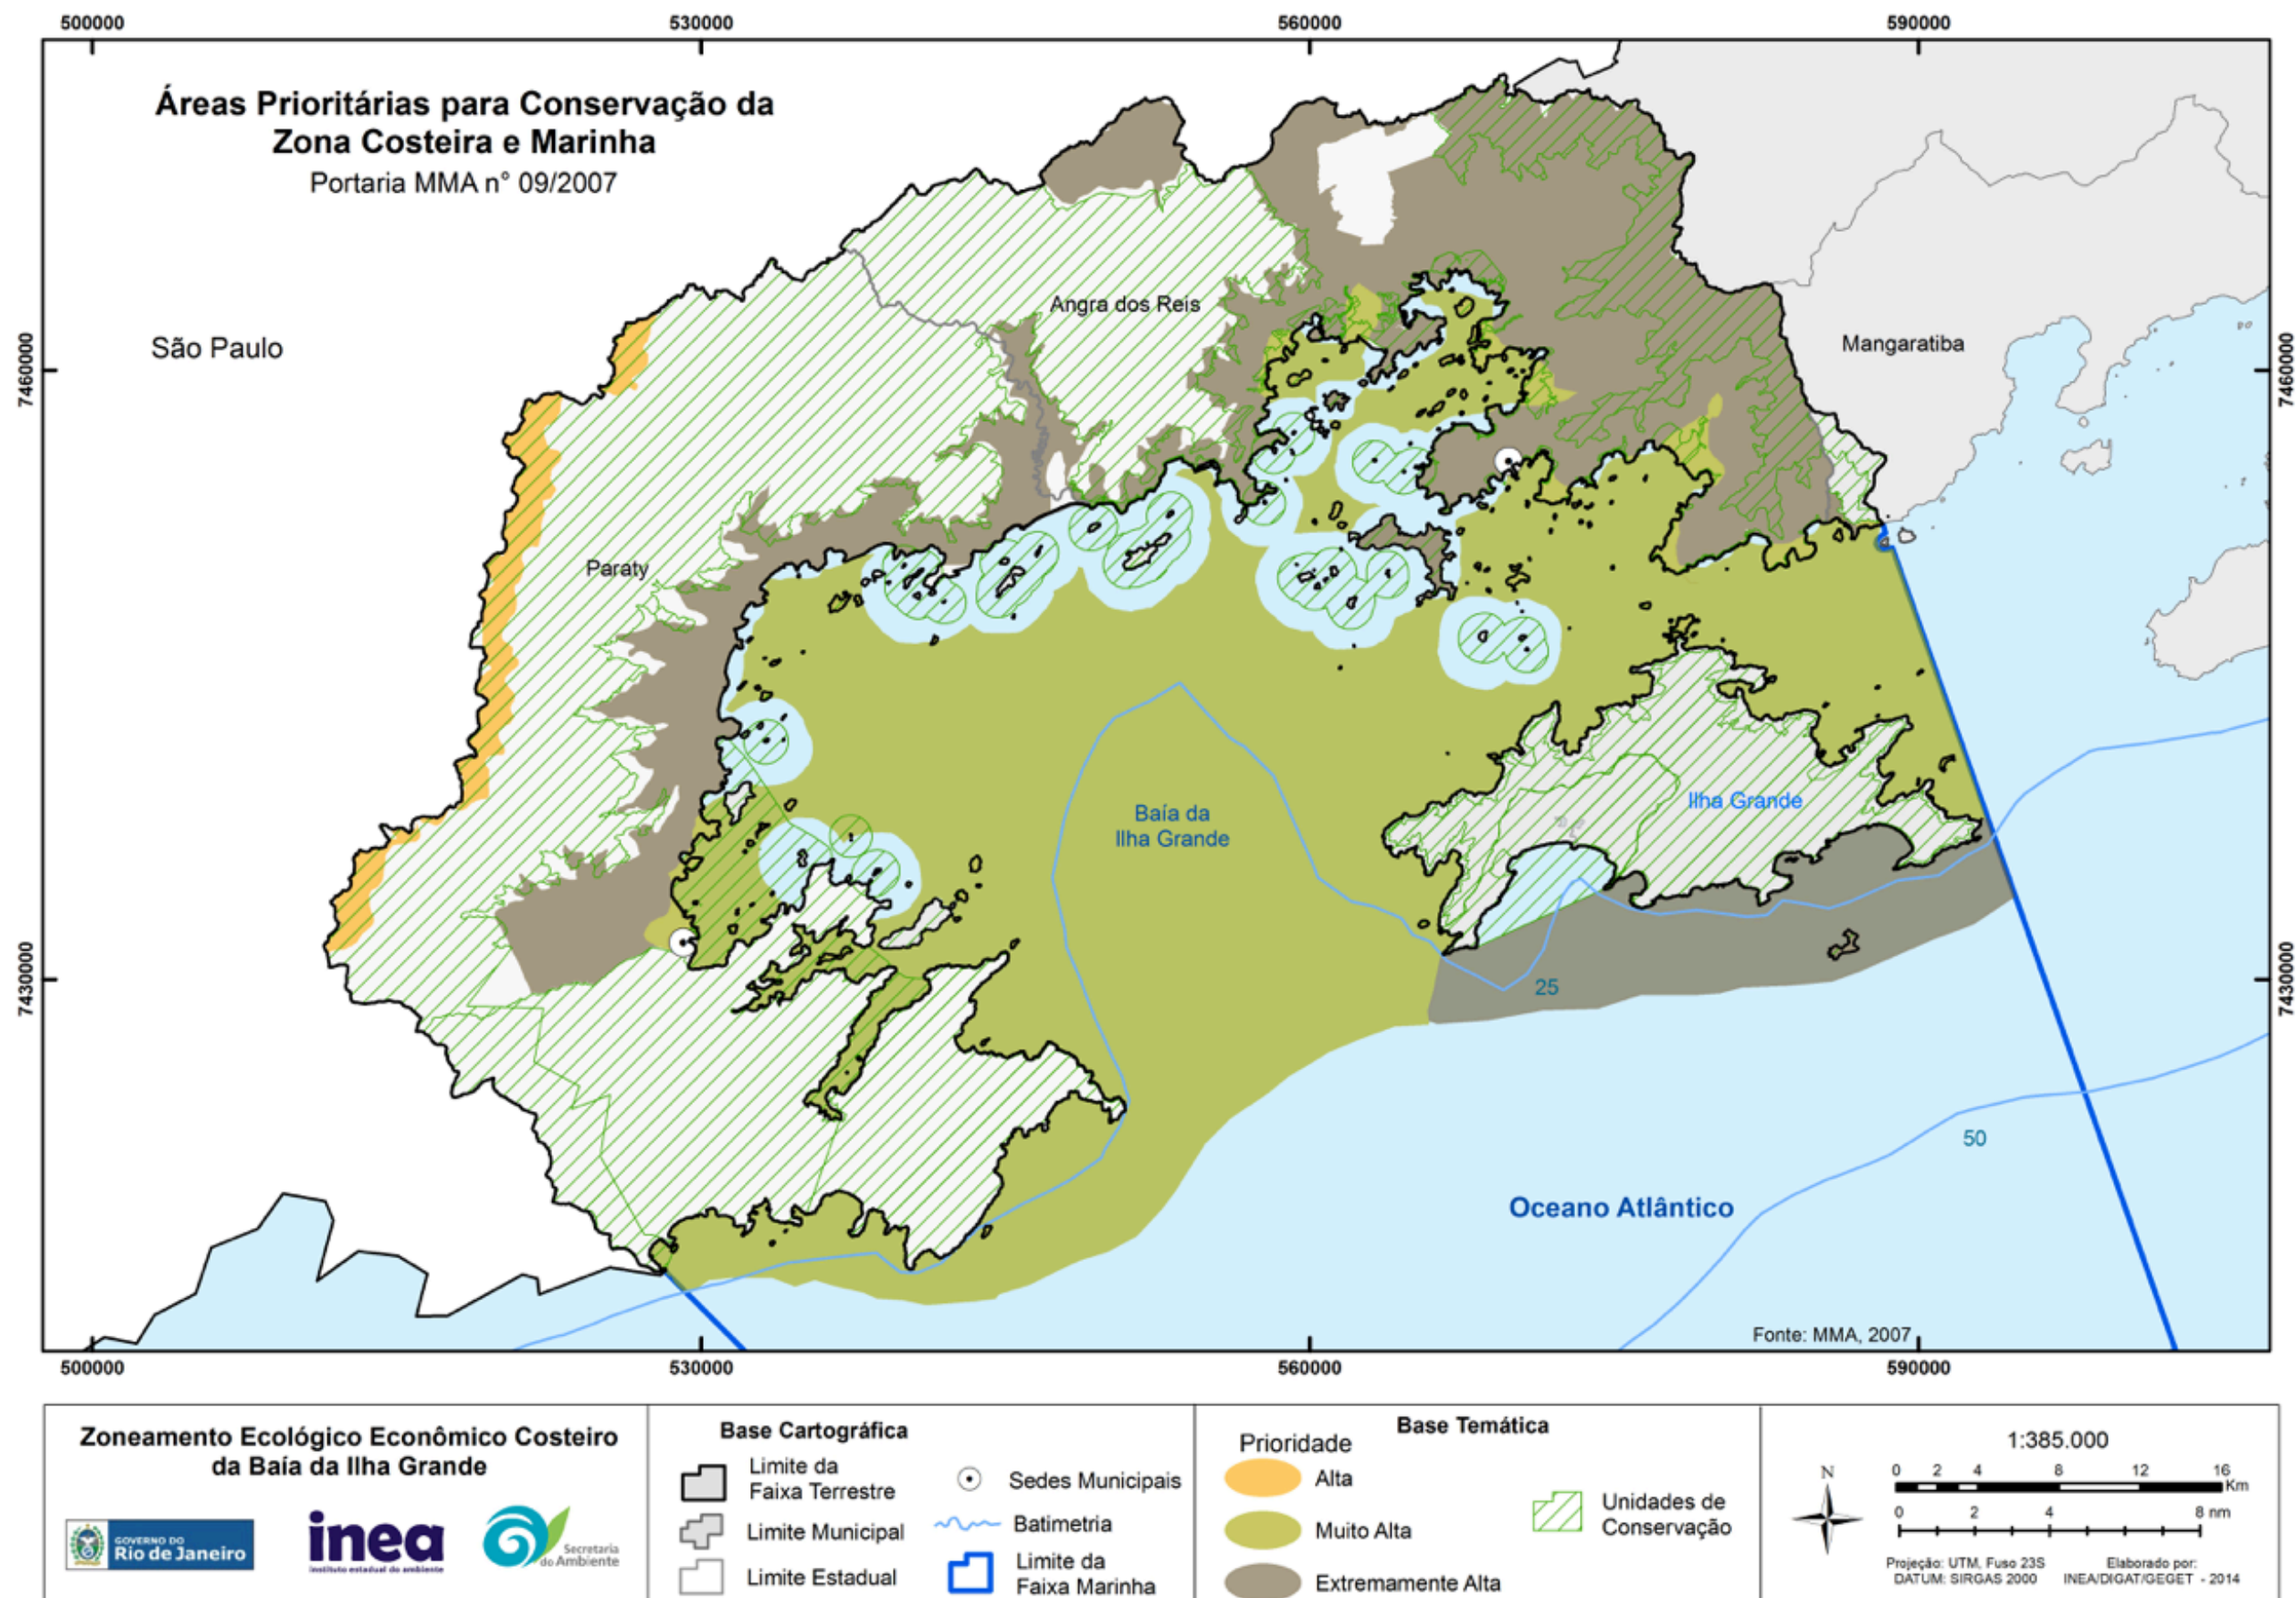 500000
530000
560000
590000
Áreas Prioritárias para Conservação da
Zona Costeira e Marinha
Portaria MMA n° 09/2007
São Paulo
Angra dos Reis
Mangaratiba
7460000
7460000
Paraty
Baía da
Ilha Grande
Ilha Grande
7430000
7430000
25
50
Oceano Atlântico
Fonte: MMA, 2007
500000
530000
560000
590000
Zoneamento Ecológico Econômico Costeiro
da Baía da Ilha Grande
GOVERNO DO
Rio de Janeiro
inea
instituto estadual do ambiente
Secretaria
do Ambiente
Base Cartográfica
Limite da
Faixa Terrestre
Limite Municipal
Limite Estadual
Sedes Municipais
Batimetria
Limite da
Faixa Marinha
Base Temática
Prioridade
Alta
Muito Alta
Extremamente Alta
Unidades de
Conservação
N
1:385.000
0 2 4 8 12 16
Km
0 2 4 8 nm
Projeção: UTM, Fuso 23S
DATUM: SIRGAS 2000
Elaborado por:
INEA/DIGAT/GEGET - 2014